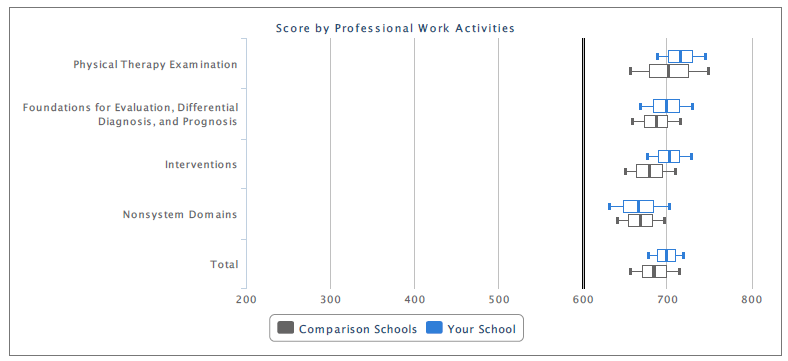 Score by Professional Work Activities
Physical Therapy Examination
Foundations for Evaluation, Differential
Diagnosis, and Prognosis
Interventions
Nonsystem Domains
Total
200 300 400 500 600 700 800
Comparison Schools Your School